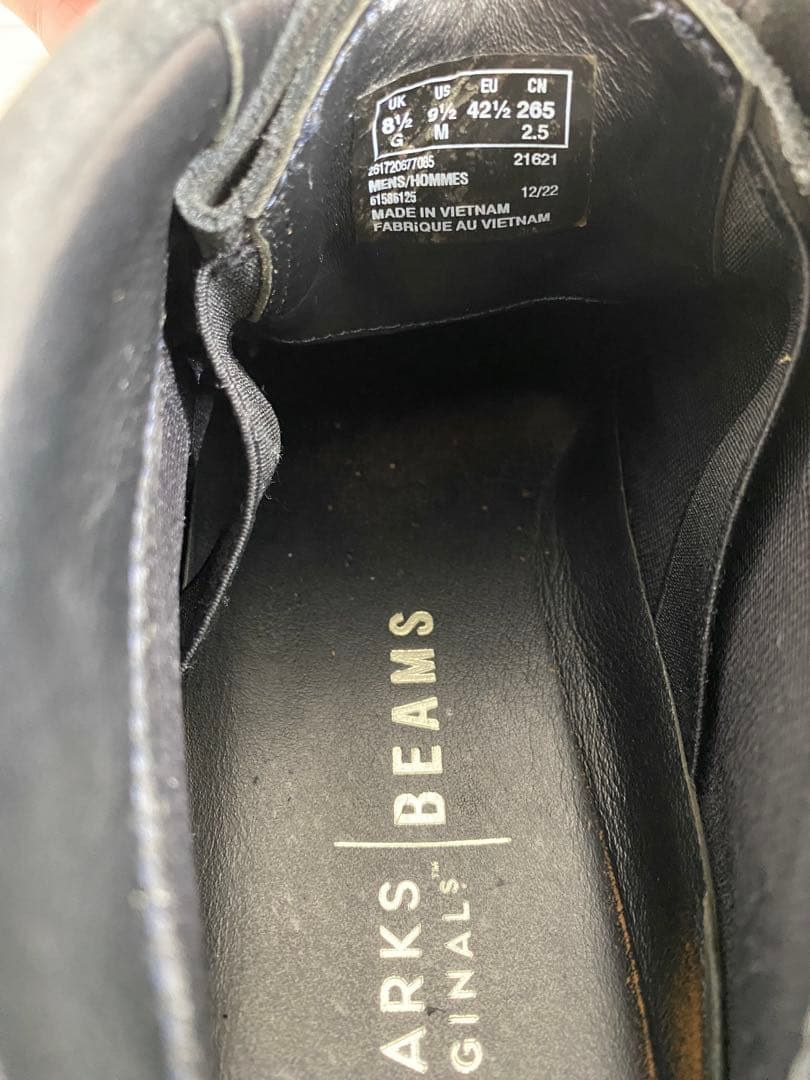 UK US EU CN
8½ 9½ 42½ 265
G M 2.5
261720677085 21621
MENS/HOMMES
61586125 12/22
MADE IN VIETNAM
FABRIQUE AU VIETNAM
ARKS | BEAMS
GINALS™